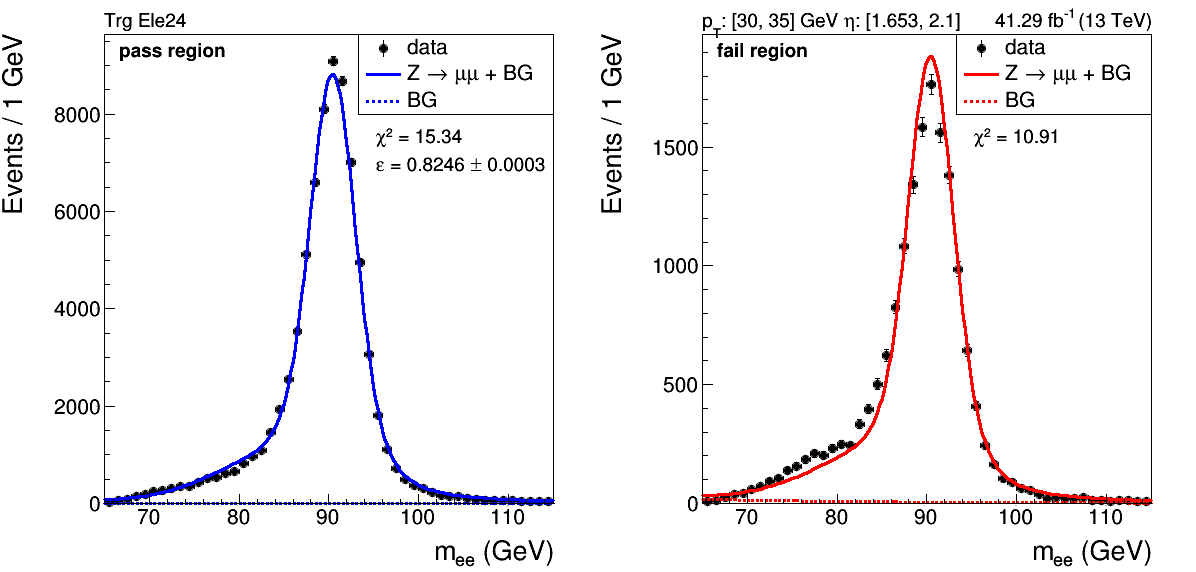 Trg Ele24
pass region
data
Z → μμ + BG
BG
χ² = 15.34
ε = 0.8246 ± 0.0003
Events / 1 GeV
8000
6000
4000
2000
0
70 80 90 100 110
m_ee (GeV)
p_T: [30, 35] GeV η: [1.653, 2.1] 41.29 fb⁻¹ (13 TeV)
fail region
data
Z → μμ + BG
BG
χ² = 10.91
Events / 1 GeV
1500
1000
500
0
70 80 90 100 110
m_ee (GeV)